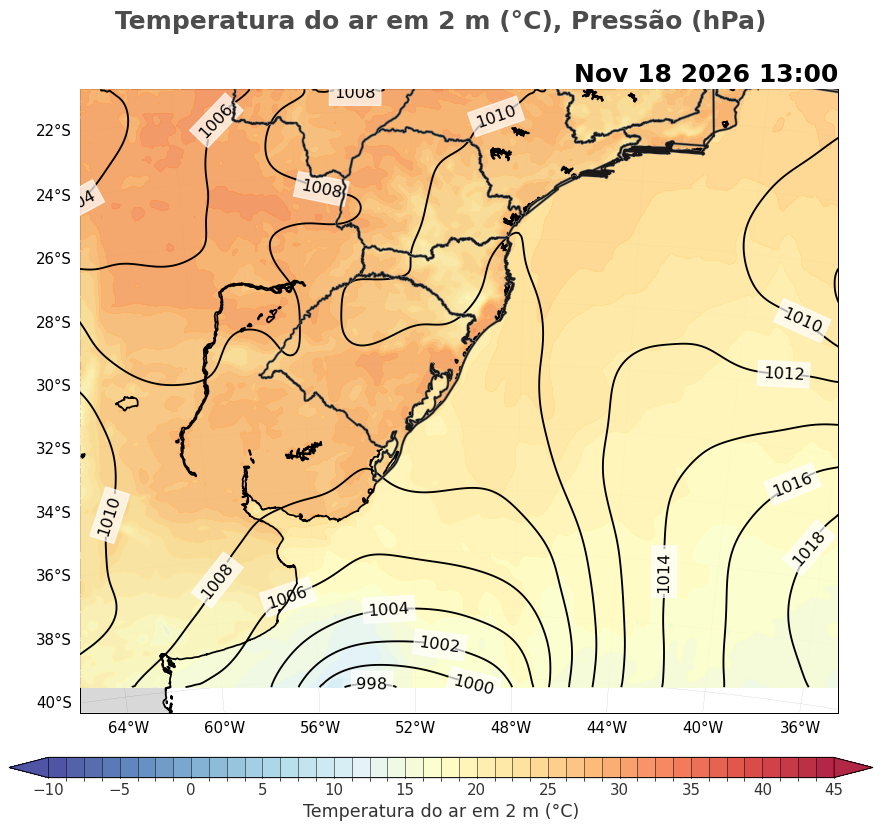 Temperatura do ar em 2 m (°C), Pressão (hPa)
Nov 18 2026 13:00
1008
1006
1010
22°S
1008
24°S
04
26°S
28°S
1010
30°S
1012
32°S
1016
34°S
1010
1018
36°S
1008
1014
1006
1004
38°S
1002
998
1000
40°S
64°W 60°W 56°W 52°W 48°W 44°W 40°W 36°W
−10 −5 0 5 10 15 20 25 30 35 40 45
Temperatura do ar em 2 m (°C)